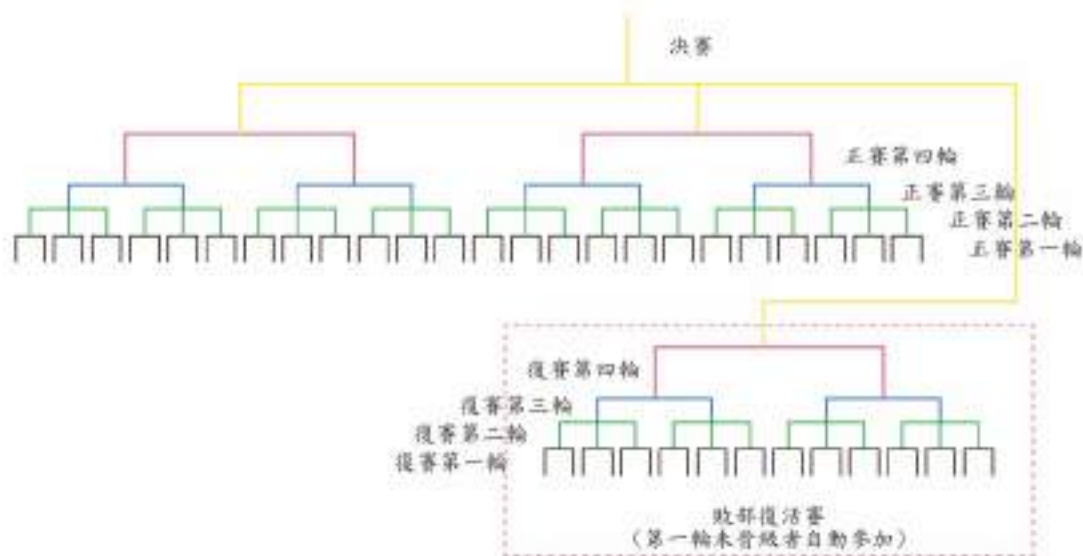 決賽
正賽第四輪
正賽第三輪
正賽第二輪
正賽第一輪
復賽第四輪
復賽第三輪
復賽第二輪
復賽第一輪
敗部復活賽
（第一輪未晉級者自動參加）